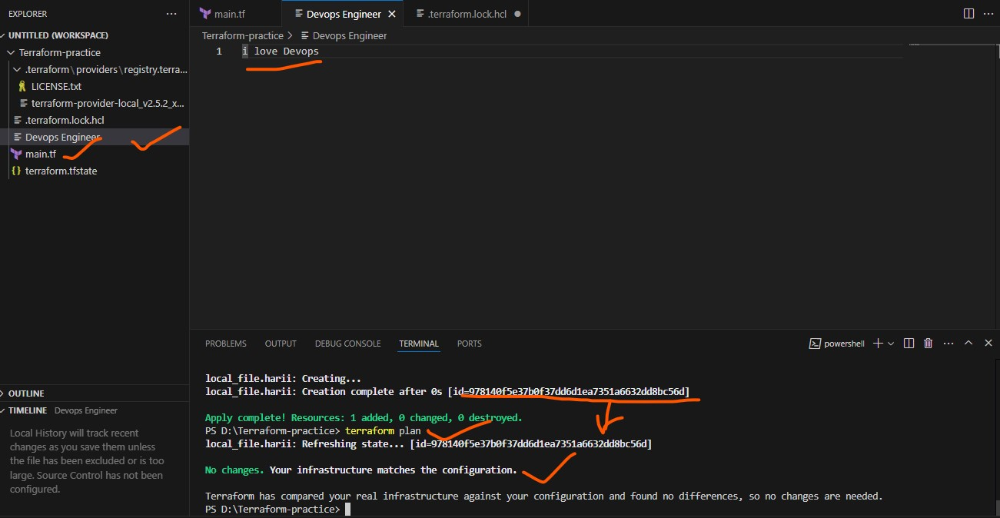 EXPLORER
UNTITLED (WORKSPACE)
Terraform-practice
.terraform\providers\registry.terra...
LICENSE.txt
terraform-provider-local_v2.5.2_x...
.terraform.lock.hcl
Devops Engineer
main.tf
terraform.tfstate
OUTLINE
TIMELINE Devops Engineer
Local History will track recent
changes as you save them unless
the file has been excluded or is too
large. Source Control has not been
configured.
main.tf Devops Engineer .terraform.lock.hcl
Terraform-practice > Devops Engineer
1 i love Devops
PROBLEMS OUTPUT DEBUG CONSOLE TERMINAL PORTS powershell
local_file.harii: Creating...
local_file.harii: Creation complete after 0s [id=978140f5e37b0f37dd6d1ea7351a6632dd8bc56d]
Apply complete! Resources: 1 added, 0 changed, 0 destroyed.
PS D:\Terraform-practice> terraform plan
local_file.harii: Refreshing state... [id=978140f5e37b0f37dd6d1ea7351a6632dd8bc56d]
No changes. Your infrastructure matches the configuration.
Terraform has compared your real infrastructure against your configuration and found no differences, so no changes are needed.
PS D:\Terraform-practice>